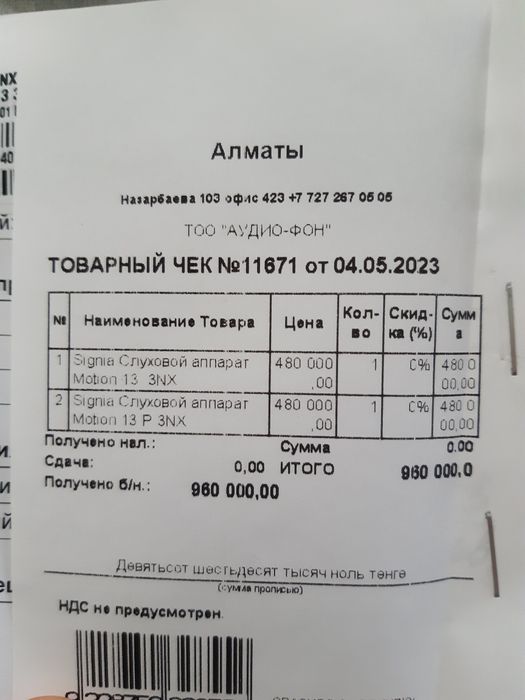 Алматы
Назарбаева 103 офис 423 +7 727 267 05 05
ТОО "АУДИО-ФОН"
ТОВАРНЫЙ ЧЕК №11671 от 04.05.2023
№ Наименование Товара Цена Кол-во Скид-ка (%) Сумма
1 Signia Слуховой аппарат 480 000 1 0% 480 0
Motion 13 3NX ,00 00,00
2 Signia Слуховой аппарат 480 000 1 0% 480 0
Motion 13 P 3NX ,00 00,00
Получено нал.: Сумма 0.00
Сдача: 0,00 ИТОГО 960 000,0
Получено б/н.: 960 000,00
Девятьсот шестьдесят тысяч ноль тенге
(сумма прописью)
НДС не предусмотрен.